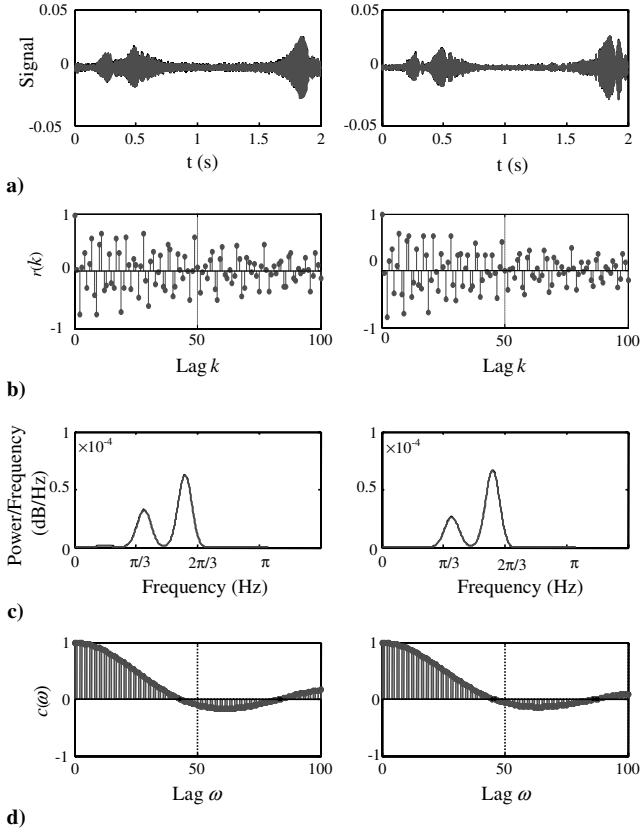 0.05 0.05
Signal
0 0
-0.05 -0.05
0 0.5 1 1.5 2 0 0.5 1 1.5 2
t (s) t (s)
a)
1 1
r(k)
0 0
-1 -1
0 50 100 0 50 100
Lag k Lag k
b)
1 1
×10⁻⁴ ×10⁻⁴
Power/Frequency
(dB/Hz)
0.5 0.5
0 0
0 π/3 2π/3 π 0 π/3 2π/3 π
Frequency (Hz) Frequency (Hz)
c)
1 1
c(ω)
0 0
-1 -1
0 50 100 0 50 100
Lag ω Lag ω
d)